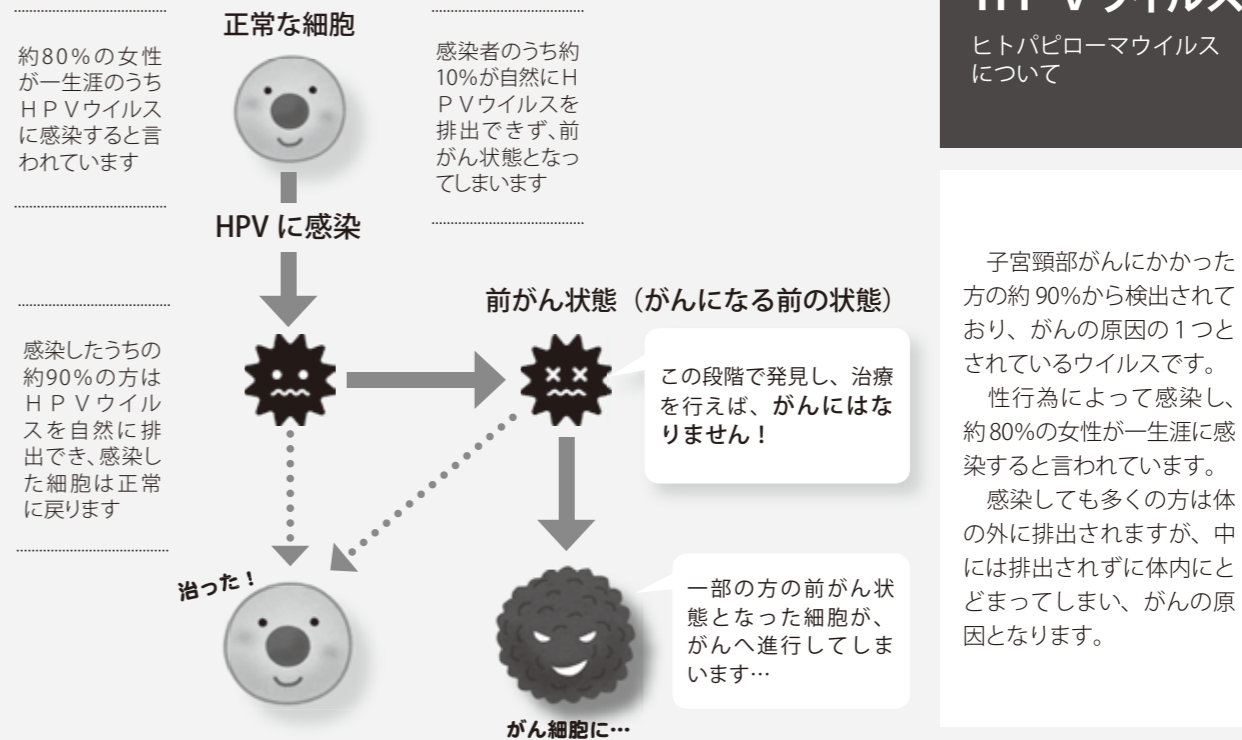 正常な細胞
約80%の女性
が一生涯のうち
HPVウイルス
に感染すると言
われています
感染者のうち約
10%が自然にH
PVウイルスを
排出できず、前
がん状態となっ
てしまいます
HPV に感染
感染したうちの
約90%の方は
HPVウイル
スを自然に排
出でき、感染し
た細胞は正常
に戻ります
前がん状態（がんになる前の状態）
この段階で発見し、治療
を行えば、がんにはな
りません！
治った！
一部の方の前がん状
態となった細胞が、
がんへ進行してしま
います…
がん細胞に…
HPVウイルス
ヒトパピローマウイルス
について
子宮頸部がんにかかった
方の約 90%から検出されて
おり、がんの原因の１つと
されているウイルスです。
性行為によって感染し、
約 80%の女性が一生涯に感
染すると言われています。
感染しても多くの方は体
の外に排出されますが、中
には排出されずに体内にと
どまってしまい、がんの原
因となります。